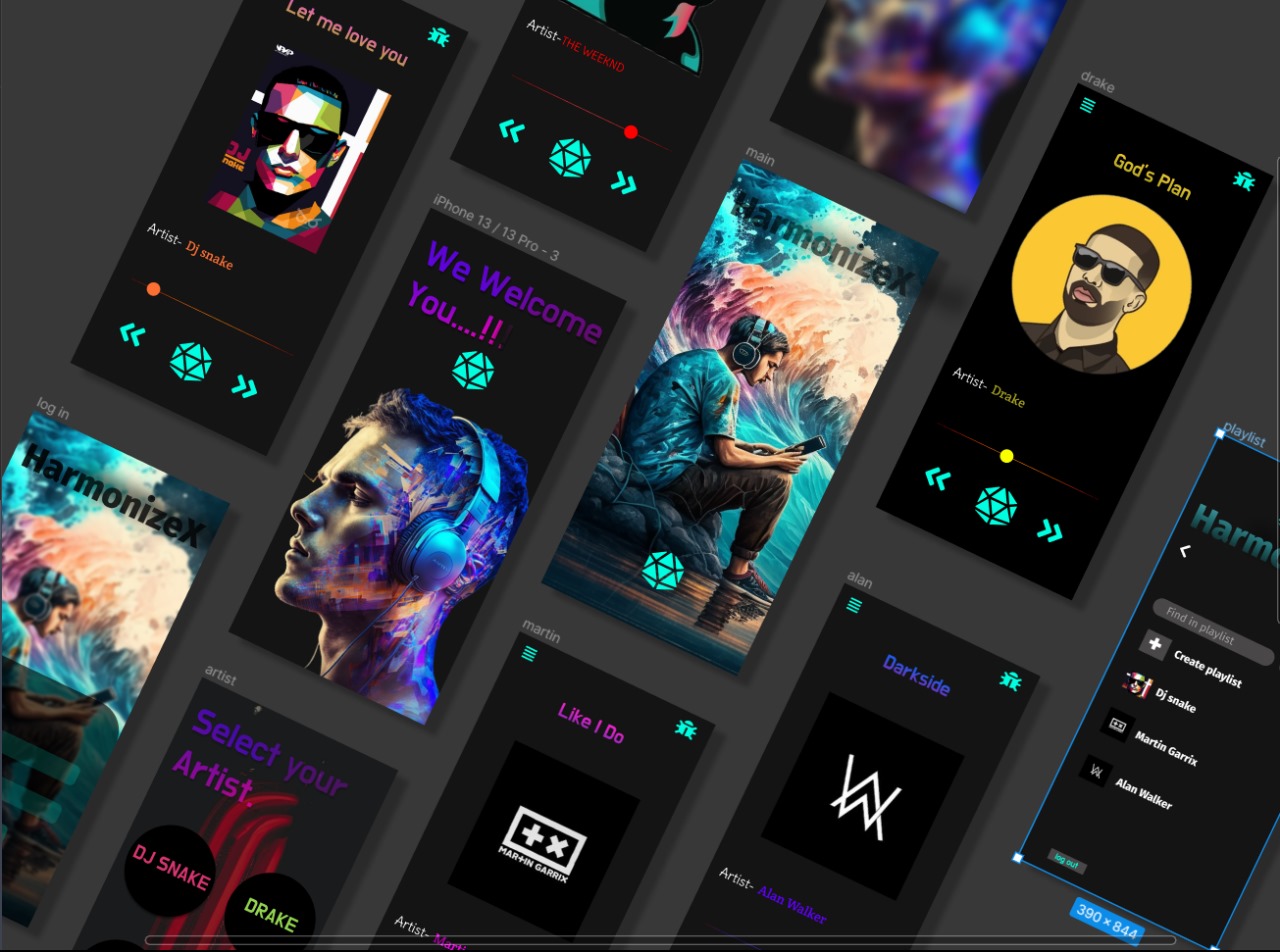 Let me love you
DJ
SNAKE
Artist- Dj snake
Artist-THE WEEKND
drake
God's Plan
Artist- Drake
main
HarmonizeX
iPhone 13 / 13 Pro - 3
We Welcome
You....!!
log in
HarmonizeX
playlist
Find in playlist
Create playlist
Dj snake
Martin Garrix
Alan Walker
log out
390 × 844
artist
Select your
Artist.
DJ SNAKE
DRAKE
martin
Like I Do
MARTIN GARRIX
Artist-
alan
Darkside
Artist- Alan Walker